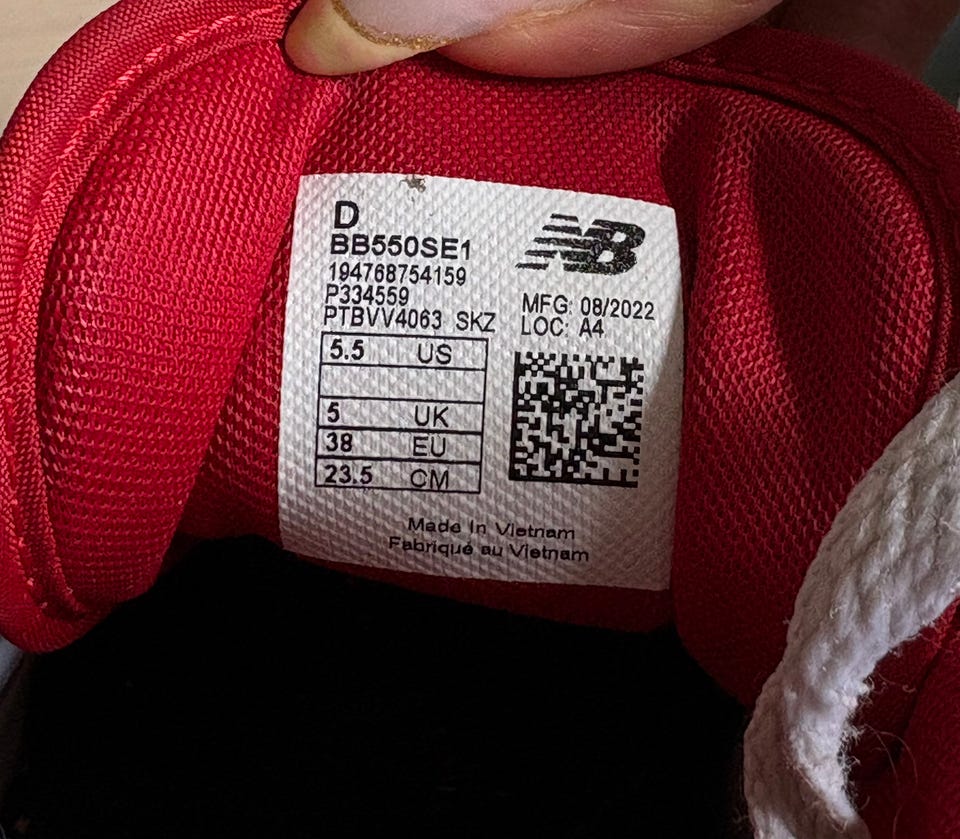 D
BB550SE1
194768754159
P334559
PTBVV4063 SKZ
NB
MFG: 08/2022
LOC: A4
5.5 US
5 UK
38 EU
23.5 CM
Made In Vietnam
Fabriqué au Vietnam